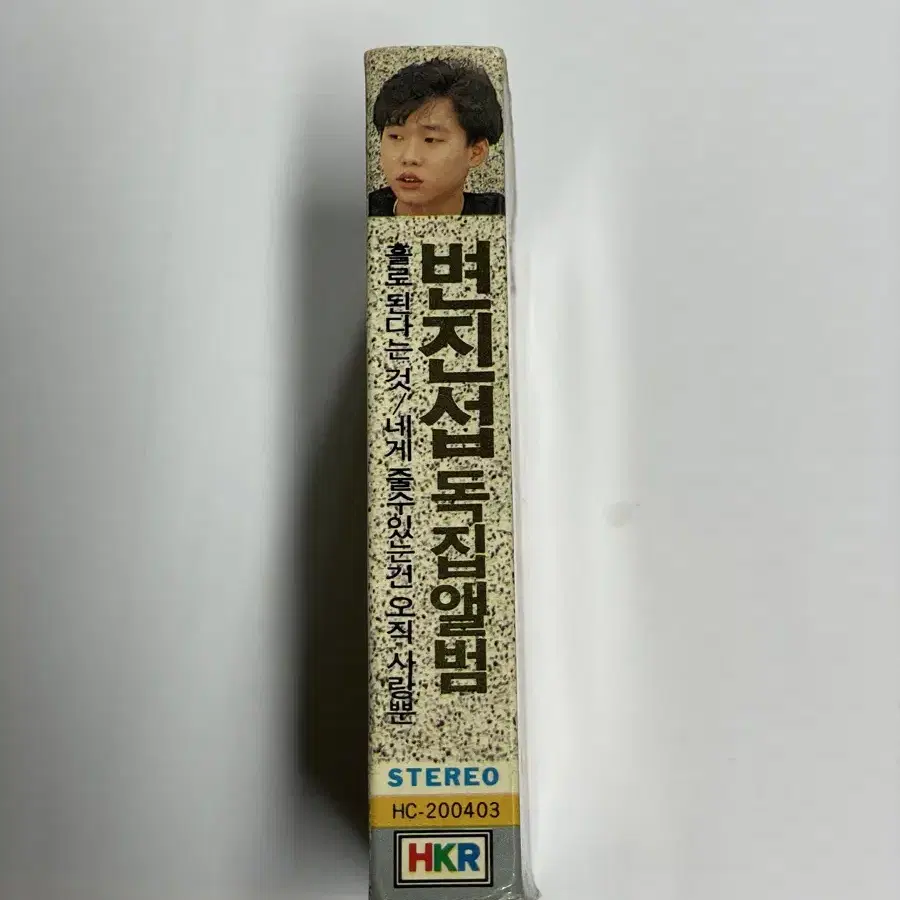 변진섭 독집앨범
홀로 된다는 것/네게 줄수있는건 오직 사랑뿐
STEREO
HC-200403
HKR